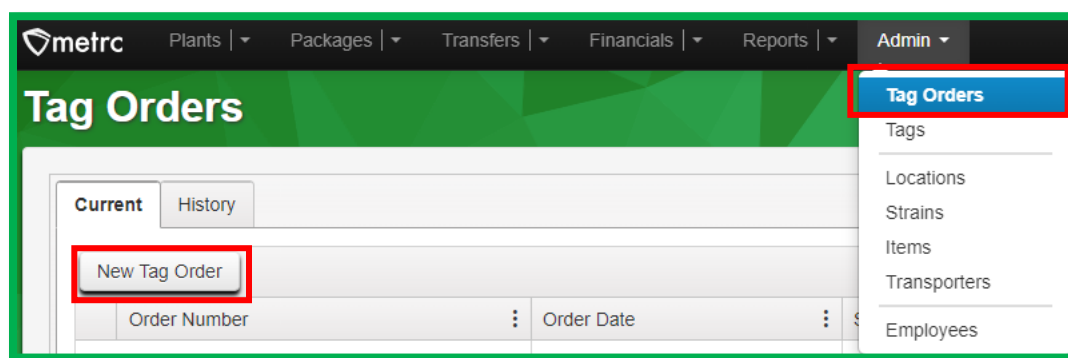 metrc Plants Packages Transfers Financials Reports Admin
Tag Orders
Tag Orders
Tags
Locations
Strains
Items
Transporters
Employees
Current History
New Tag Order
Order Number Order Date